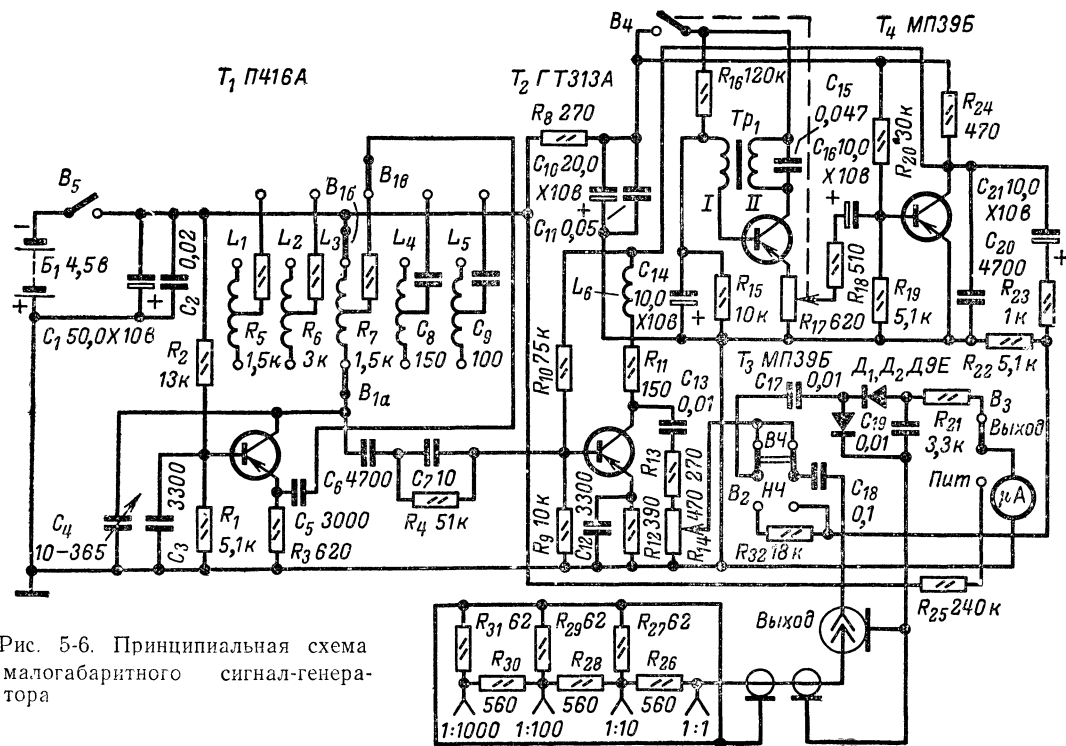 B4
T4 МП39Б
T1 П416А
T2 ГТ313А
R16 120к
C15
0,047
R24
470
R8 270
Тр1
C16 10,0
X10в
R20 30к
B5
B1б
B1в
C10 20,0
X10в
C11 0,05
I
II
C21 10,0
X10в
C20
4700
Б1 4,5в
C2 0,02
L1
L2
L3
L4
L5
C14
10,0
X10в
L6
R15
10к
R18 510
R17 620
R19
5,1к
R23
1к
C1 50,0X10в
R2
13к
R5
1,5к
R6
3к
R7
1,5к
C8
150
C9
100
R10 75к
R11
150
C13
0,01
T3 МП39Б
C17
0,01
Д1, Д2 Д9Е
R22 5,1к
B1а
C19
0,01
R21
3,3к
B3
Выход
ВЧ
Пит
μA
C6 4700
C7 10
R4 51к
R13
270
R14 470
B2
НЧ
C18
0,1
C4
10-365
C3 3300
R1
5,1к
C5 3000
R3 620
R9 10к
C12 3300
R12 390
R32 18к
R25 240к
Выход
R31 62
R29 62
R27 62
R30
560
R28
560
R26
560
1:1000
1:100
1:10
1:1
Рис. 5-6. Принципиальная схема
малогабаритного сигнал-генера-
тора